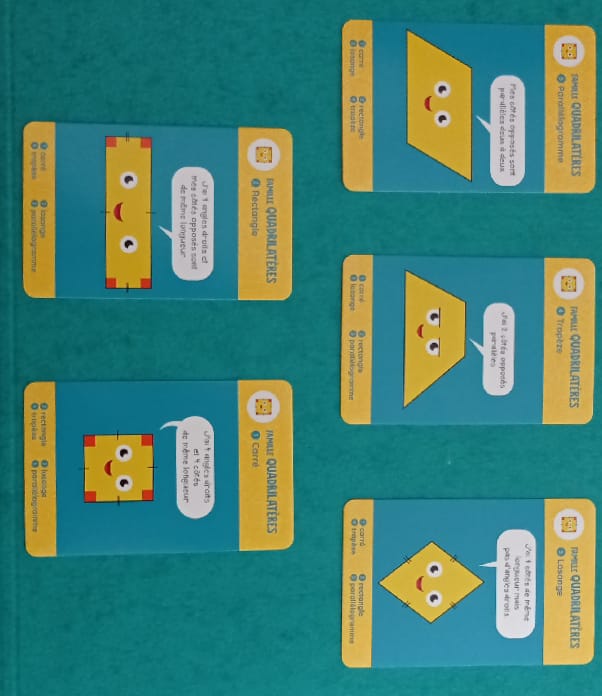 FAMILLE QUADRILATÈRES
Parallélogramme
Mes côtés opposés sont
parallèles deux à deux
carré rectangle
losange trapèze
FAMILLE QUADRILATÈRES
Trapèze
J'ai 2 côtés opposés
parallèles
carré rectangle
losange parallélogramme
FAMILLE QUADRILATÈRES
Losange
J'ai 4 côtés de même
longueur mais
pas d'angles droits
carré rectangle
trapèze parallélogramme
FAMILLE QUADRILATÈRES
Rectangle
J'ai 4 angles droits et
mes côtés opposés sont
de même longueur
carré losange
trapèze parallélogramme
FAMILLE QUADRILATÈRES
Carré
J'ai 4 angles droits
et 4 côtés
de même longueur
rectangle losange
trapèze parallélogramme